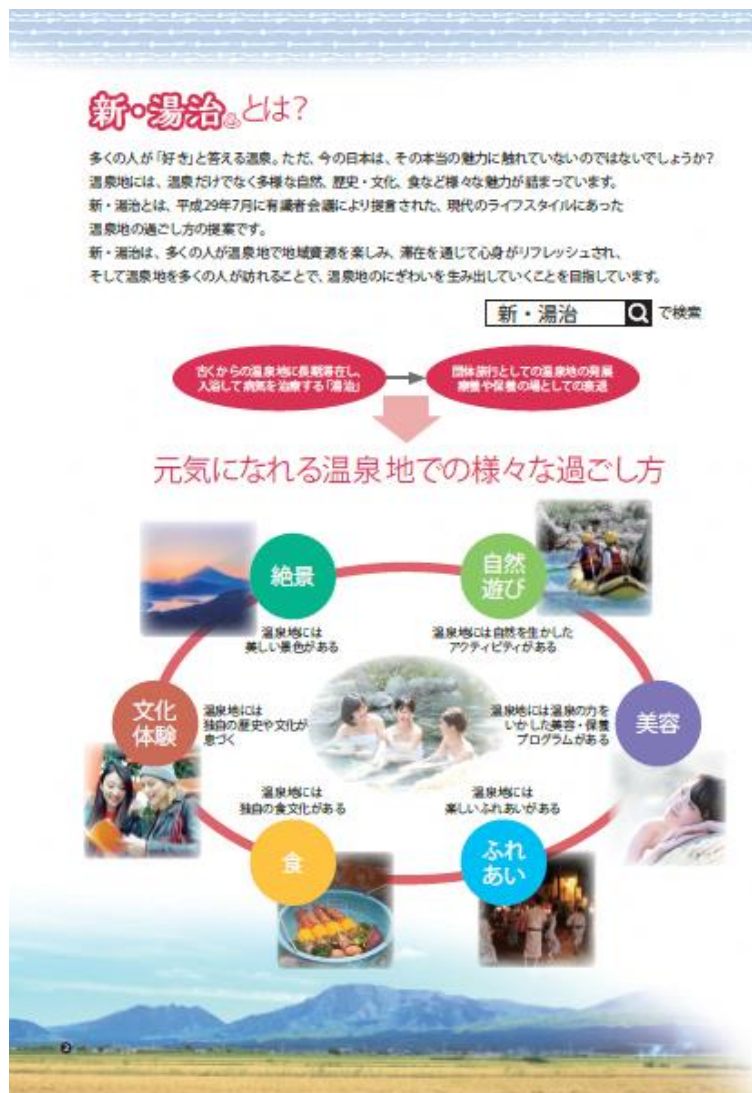 新・湯治とは？
多くの人が「好き」と答える温泉。ただ、今の日本は、その本当の魅力に触れていないのではないでしょうか？
温泉地には、温泉だけでなく多様な自然、歴史・文化、食など様々な魅力が詰まっています。
新・湯治とは、平成29年7月に有識者会議により提言された、現代のライフスタイルにあった
温泉地の過ごし方の提案です。
新・湯治は、多くの人が温泉地で地域資源を楽しみ、滞在を通じて心身がリフレッシュされ、
そして温泉地を多くの人が訪れることで、温泉地のにぎわいを生み出していくことを目指しています。
新・湯治 で検索
古くからの温泉地に長期滞在し、
入浴して病気を治療する「湯治」
団体旅行としての温泉地の発展
療養や保養の場としての衰退
元気になれる温泉地での様々な過ごし方
絶景
温泉地には
美しい景色がある
自然
遊び
温泉地には自然を生かした
アクティビティがある
文化
体験
温泉地には
独自の歴史や文化が
息づく
温泉地には温泉の力を
いかした美容・保養
プログラムがある
美容
温泉地には
独自の食文化がある
食
温泉地には
楽しいふれあいがある
ふれ
あい
2